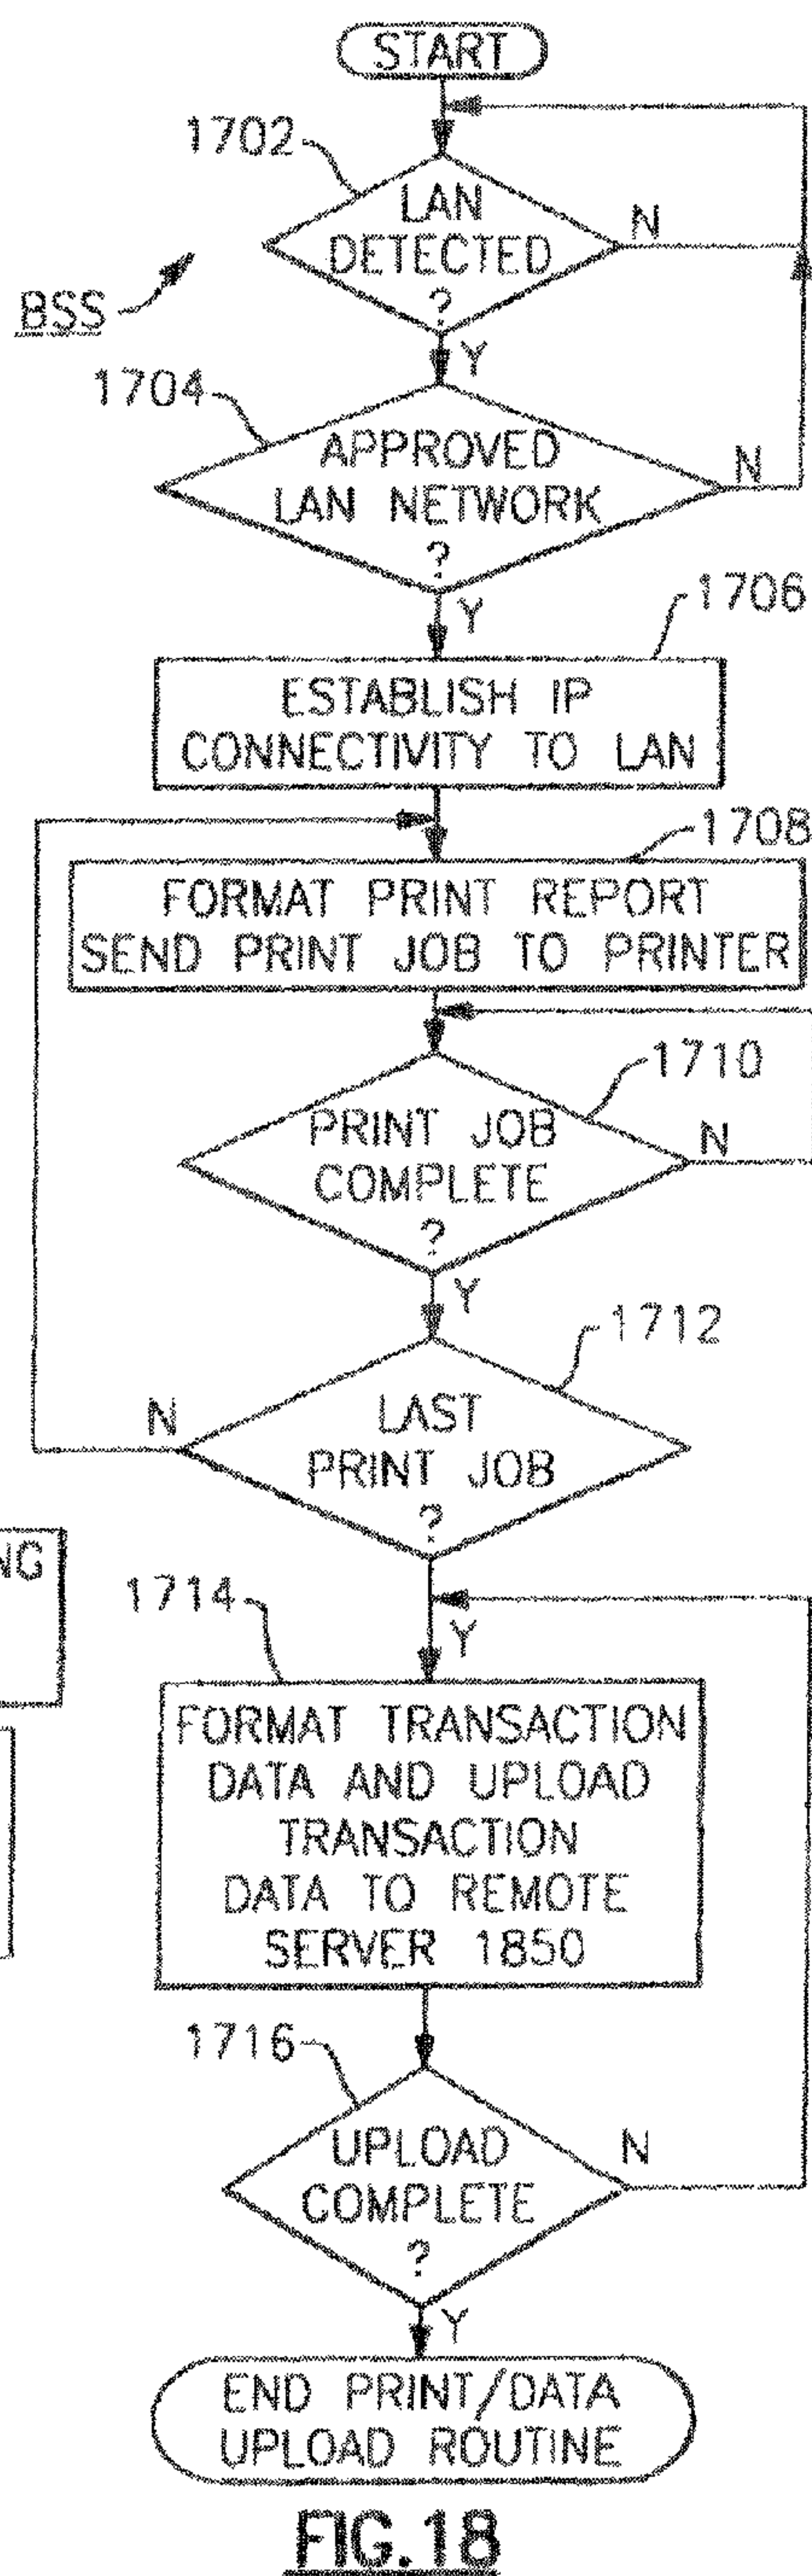 START
1702
LAN
DETECTED
?
N
BSS
Y
1704
APPROVED
LAN NETWORK
?
N
Y
1706
ESTABLISH IP
CONNECTIVITY TO LAN
1708
FORMAT PRINT REPORT
SEND PRINT JOB TO PRINTER
1710
PRINT JOB
COMPLETE
?
N
Y
1712
N
LAST
PRINT JOB
?
NG
1714
Y
FORMAT TRANSACTION
DATA AND UPLOAD
TRANSACTION
DATA TO REMOTE
SERVER 1850
1716
UPLOAD
COMPLETE
?
N
Y
END PRINT/DATA
UPLOAD ROUTINE
FIG.18